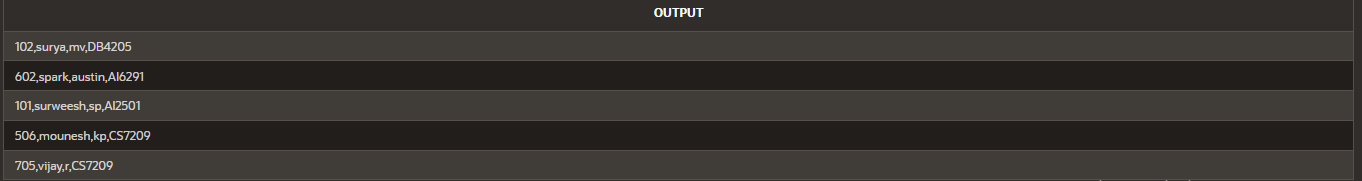 OUTPUT
102,surya,mv,DB4205
602,spark,austin,AI6291
101,surweesh,sp,AI2501
506,mounesh,kp,CS7209
705,vijay,r,CS7209